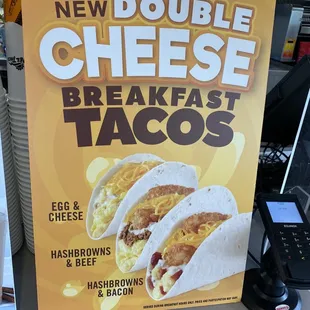 NEW DOUBLE
CHEESE
BREAKFAST
TACOS
EGG &
CHEESE
HASHBROWNS
& BEEF
HASHBROWNS
& BACON